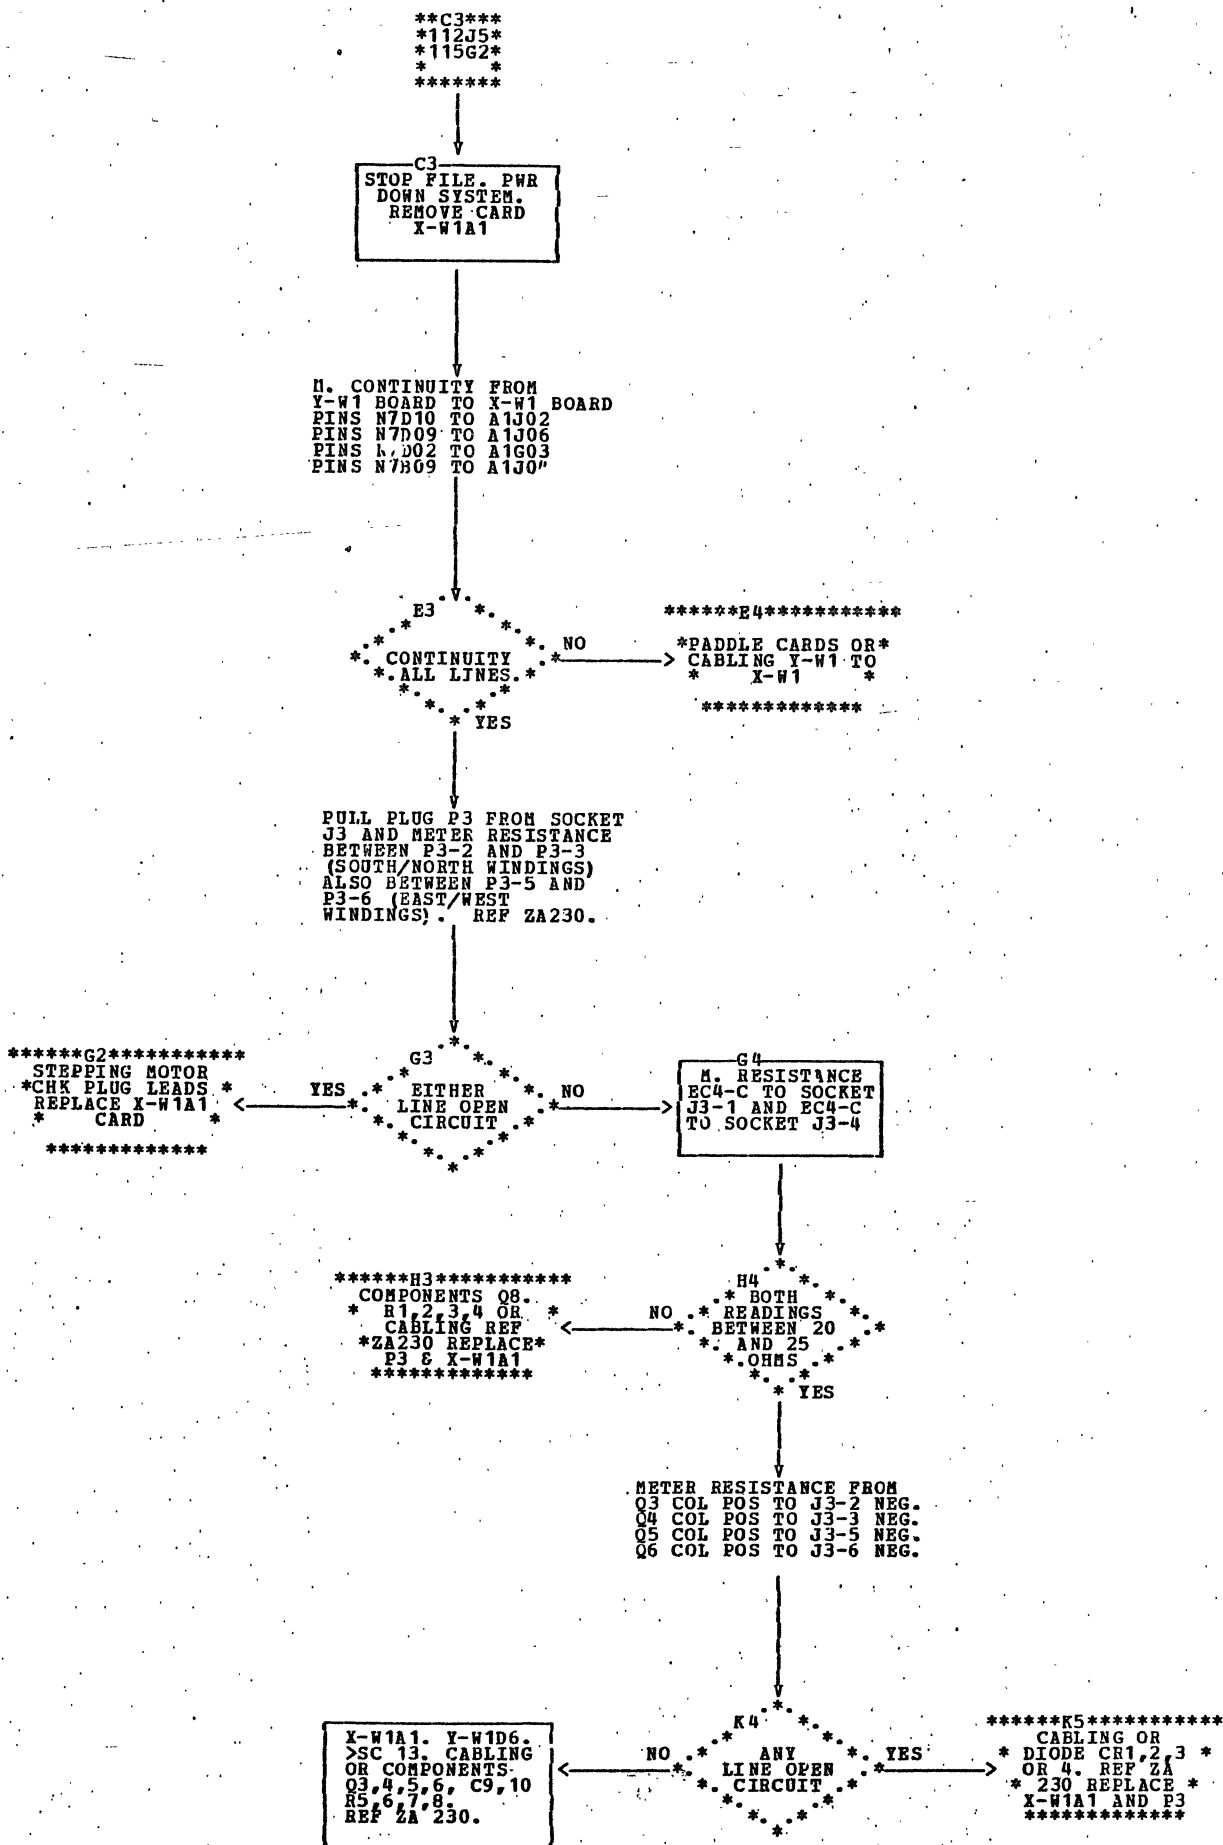 **C3***
*112J5*
*115G2*
* *
*******
C3
STOP FILE. PWR
DOWN SYSTEM.
REMOVE CARD
X-W1A1
M. CONTINUITY FROM
Y-W1 BOARD TO X-W1 BOARD
PINS N7D10 TO A1J02
PINS N7D09 TO A1J06
PINS TO A1G03
PINS N7B09 TO
E3
CONTINUITY
ALL LINES.
NO
YES
******E4***********
*PADDLE CARDS OR*
CABLING Y-W1 TO
* X-W1 *
*************
PULL PLUG P3 FROM SOCKET
J3 AND METER RESISTANCE
BETWEEN P3-2 AND P3-3
(SOUTH/NORTH WINDINGS)
ALSO BETWEEN P3-5 AND
P3-6 (EAST/WEST
WINDINGS). REF ZA230.
******G2***********
STEPPING MOTOR
*CHK PLUG LEADS *
REPLACE X-W1A1
* CARD *
*************
YES
G3
EITHER
LINE OPEN
CIRCUIT
NO
G4
M. RESISTANCE
EC4-C TO SOCKET
J3-1 AND EC4-C
TO SOCKET J3-4
******H3***********
COMPONENTS Q8.
* R1,2,3,4 OR *
CABLING REF
*ZA230 REPLACE*
P3 & X-W1A1
*************
NO
H4
BOTH
READINGS
BETWEEN 20
AND 25
OHMS
YES
METER RESISTANCE FROM
Q3 COL POS TO J3-2 NEG.
Q4 COL POS TO J3-3 NEG.
Q5 COL POS TO J3-5 NEG.
Q6 COL POS TO J3-6 NEG.
X-W1A1. Y-W1D6.
>SC 13. CABLING
OR COMPONENTS
Q3,4,5,6, C9,10
R5,6,7,8.
REF ZA 230.
NO
K4
ANY
LINE OPEN
CIRCUIT
YES
******K5***********
CABLING OR
* DIODE CR1,2,3 *
OR 4. REF ZA
* 230 REPLACE *
X-W1A1 AND P3
*************